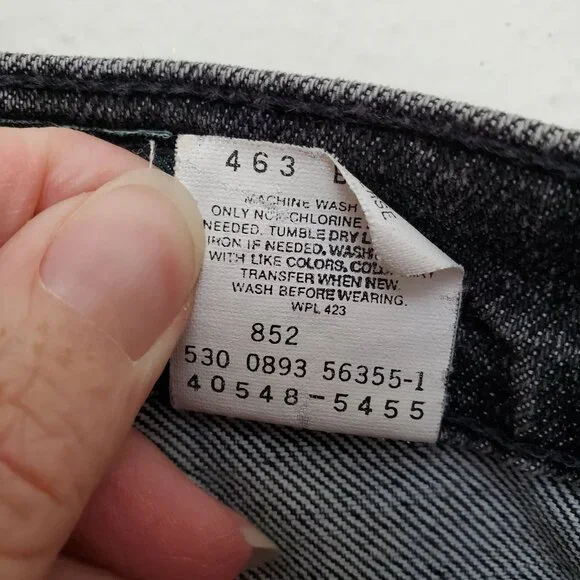 463
MACHINE WASH
ONLY NON-CHLORINE
NEEDED. TUMBLE DRY
IRON IF NEEDED. WASH
WITH LIKE COLORS. COLOR
TRANSFER WHEN NEW.
WASH BEFORE WEARING.
WPL 423
852
530 0893 56355-1
40548-5455